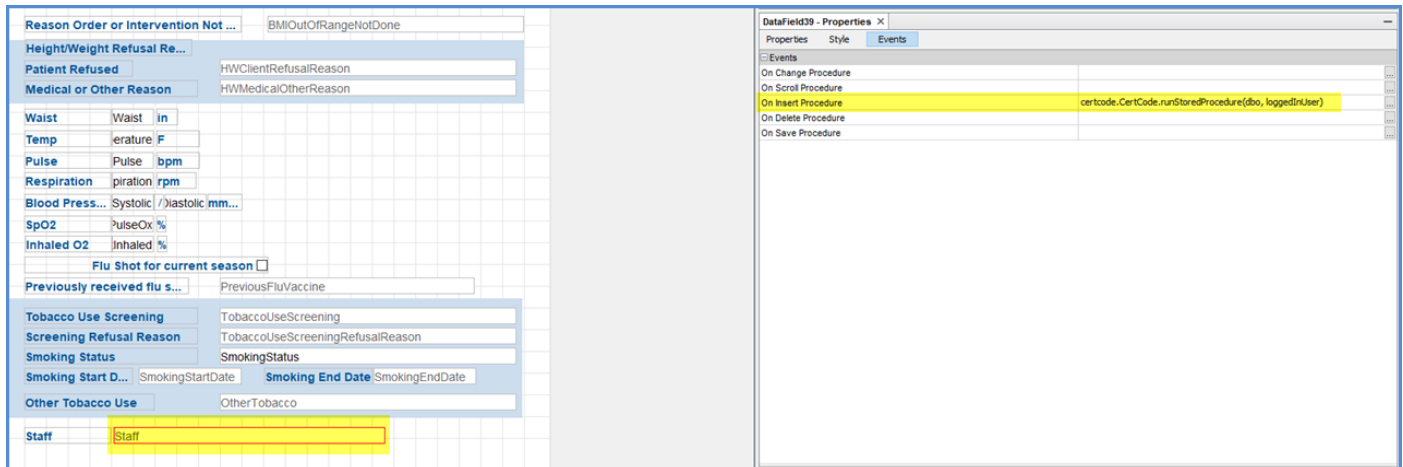 Reason Order or Intervention Not ... BMIOutOfRangeNotDone
Height/Weight Refusal Re...
Patient Refused HWClientRefusalReason
Medical or Other Reason HWMedicalOtherReason
Waist Waist in
Temp erature F
Pulse Pulse bpm
Respiration piration rpm
Blood Press... Systolic / Diastolic mm...
SpO2 PulseOx %
Inhaled O2 Inhaled %
Flu Shot for current season
Previously received flu s... PreviousFluVaccine
Tobacco Use Screening TobaccoUseScreening
Screening Refusal Reason TobaccoUseScreeningRefusalReason
Smoking Status SmokingStatus
Smoking Start D... SmokingStartDate Smoking End Date SmokingEndDate
Other Tobacco Use OtherTobacco
Staff Staff
DataField39 - Properties ×
Properties Style Events
Events
On Change Procedure ...
On Scroll Procedure ...
On Insert Procedure certcode.CertCode.runStoredProcedure(dbo, loggedInUser) ...
On Delete Procedure ...
On Save Procedure ...